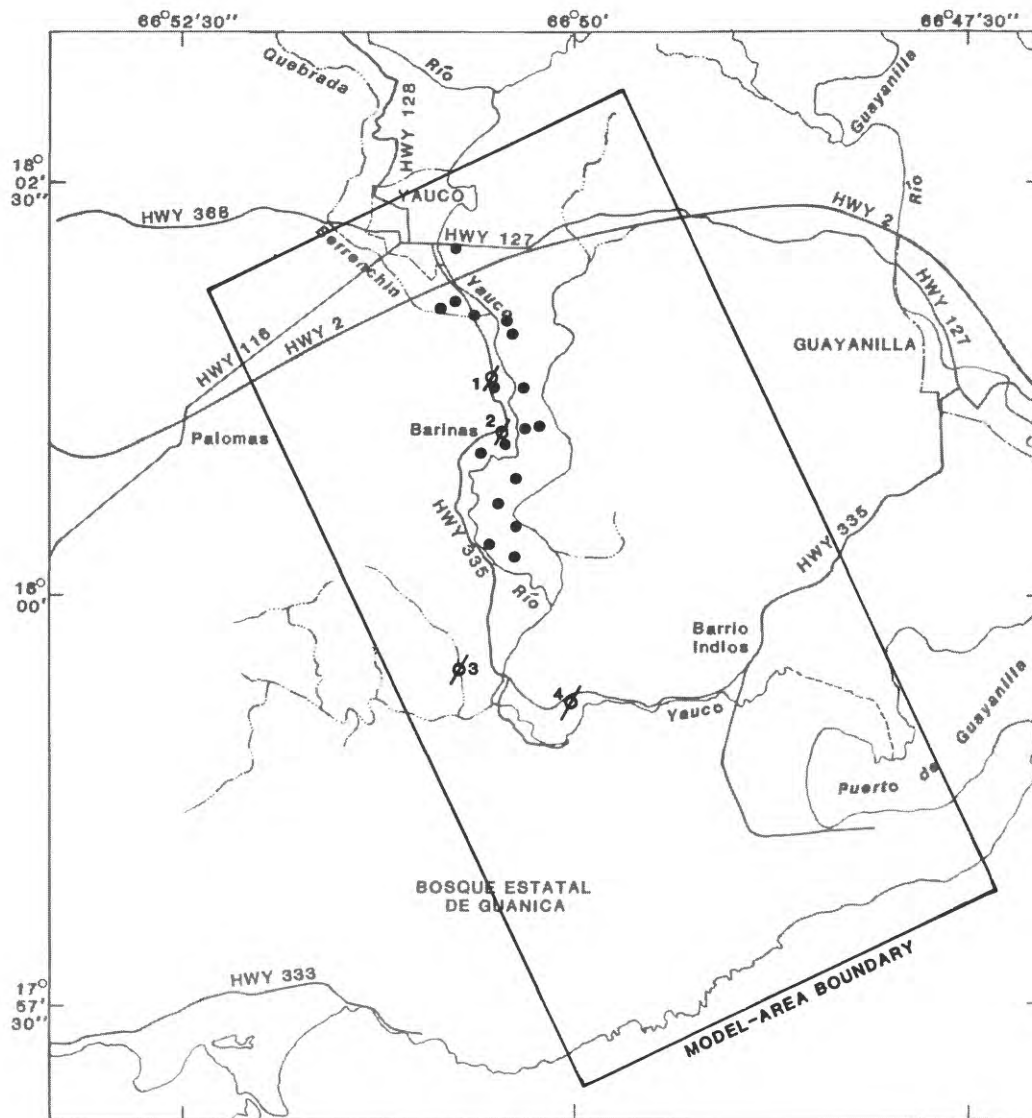 66° 52' 30"
66° 50'
66° 47' 30"
Quebrada
HWY 128
Río
Guayanilla
18°
02'
30"
YAUCO
HWY 368
HWY 127
HWY 2
Río
Berrenchin
Yauco
HWY 116
HWY 2
HWY 127
GUAYANILLA
1
2
Barinas
Palomas
HWY 335
HWY 335
18°
00'
Río
Barrio
Indios
3
4
Yauco
Guayanilla
Puerto de
BOSQUE ESTATAL
DE GUANICA
HWY 333
17°
57'
30"
MODEL-AREA BOUNDARY